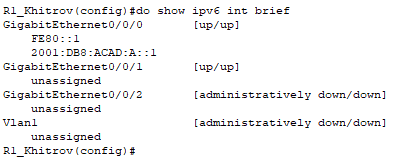 R1_Khitrov(config)#do show ipv6 int brief
GigabitEthernet0/0/0 [up/up]
FE80::1
2001:DB8:ACAD:A::1
GigabitEthernet0/0/1 [up/up]
unassigned
GigabitEthernet0/0/2 [administratively down/down]
unassigned
Vlan1 [administratively down/down]
unassigned
R1_Khitrov(config)#